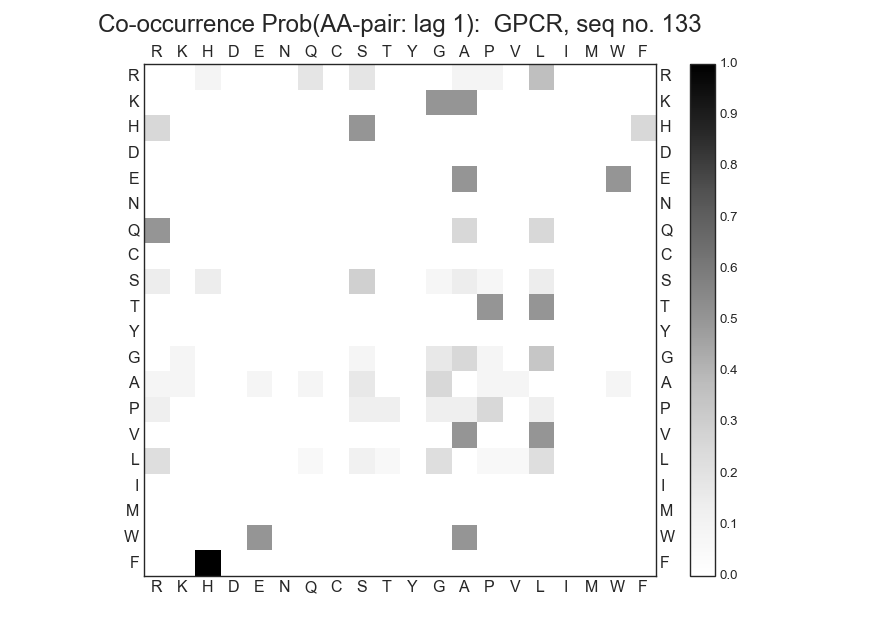 Co-occurrence Prob(AA-pair: lag 1):  GPCR, seq no. 133
R K H D E N Q C S T Y G A P V L I M W F
R R 1.0
K K 0.9
H H
D D 0.8
E E
N N 0.7
Q Q
C C 0.6
S S
T T 0.5
Y Y
G G 0.4
A A
P P 0.3
V V
L L 0.2
I I
M M 0.1
W W
F F 0.0
R K H D E N Q C S T Y G A P V L I M W F